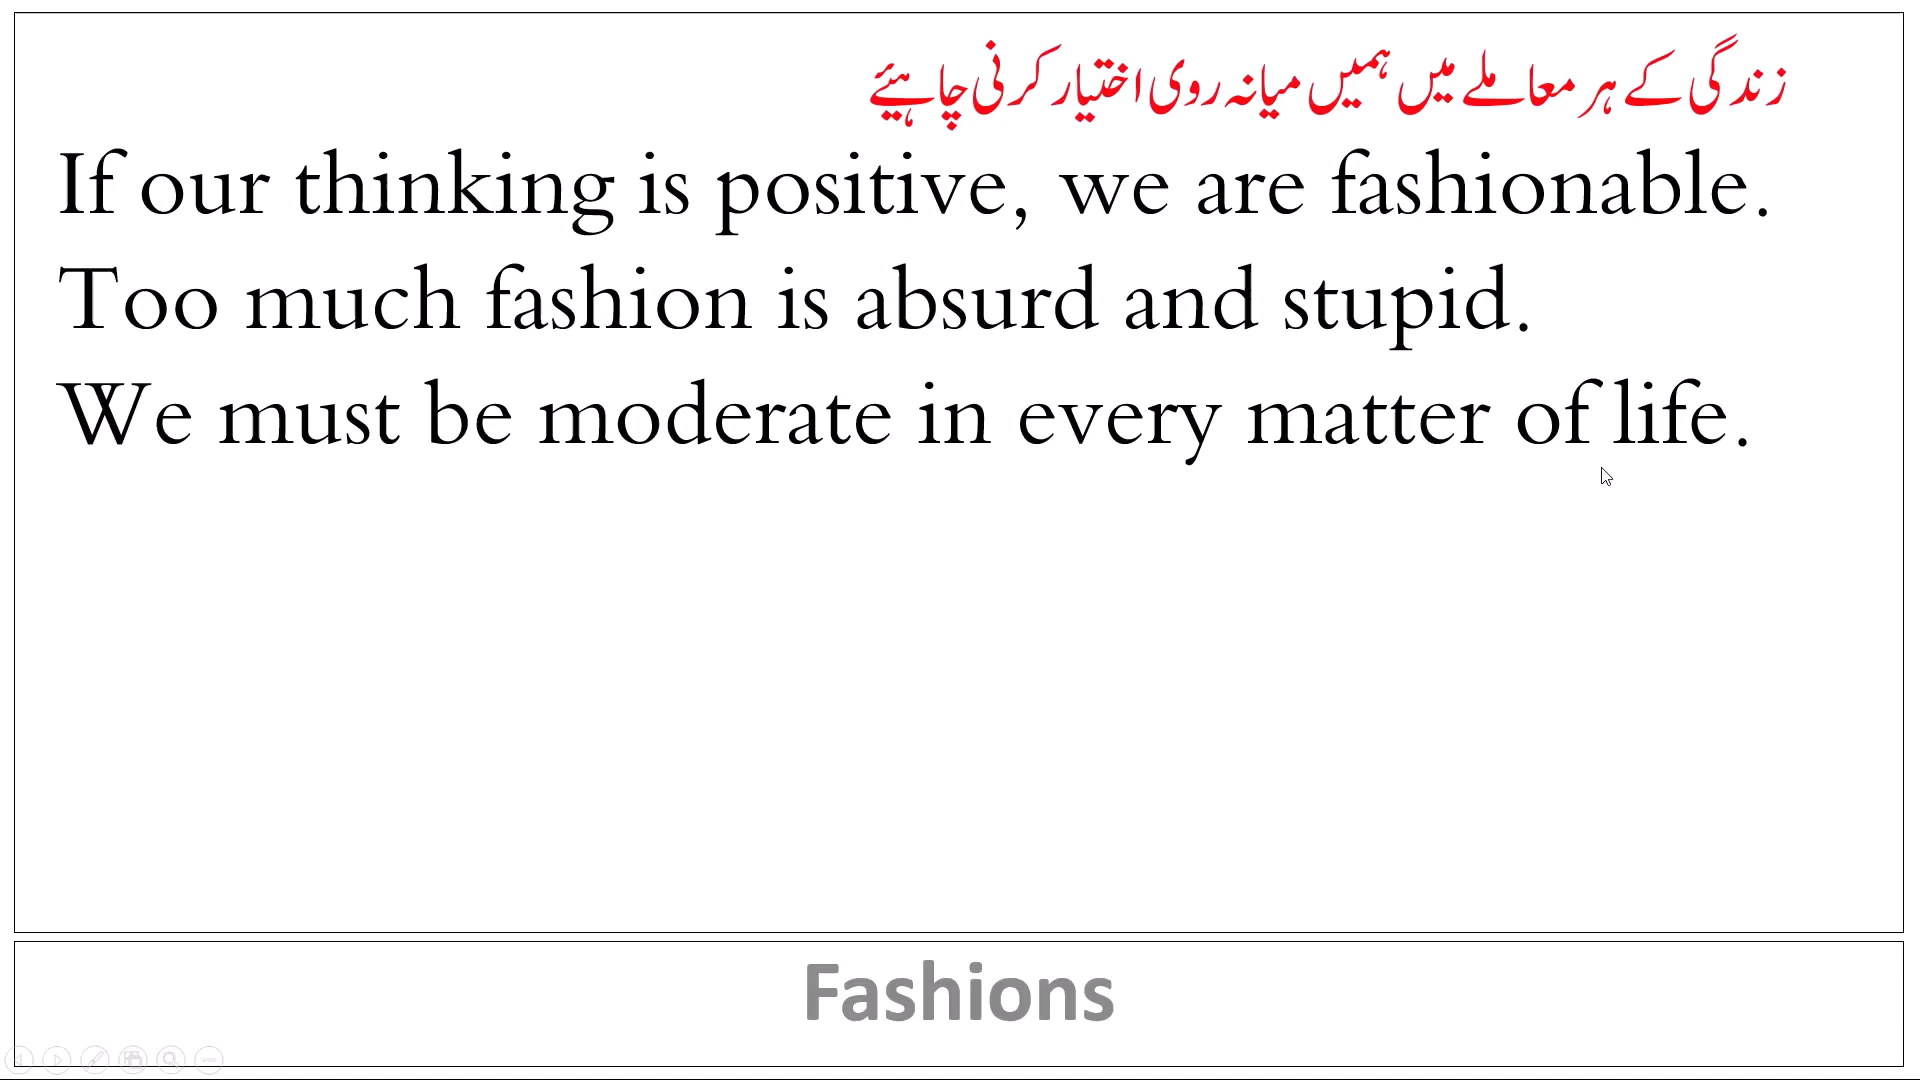 زندگی کے ہر معاملے میں ہمیں میانہ روی اختیار کرنی چاہیئے
If our thinking is positive, we are fashionable.
Too much fashion is absurd and stupid.
We must be moderate in every matter of life.
Fashions